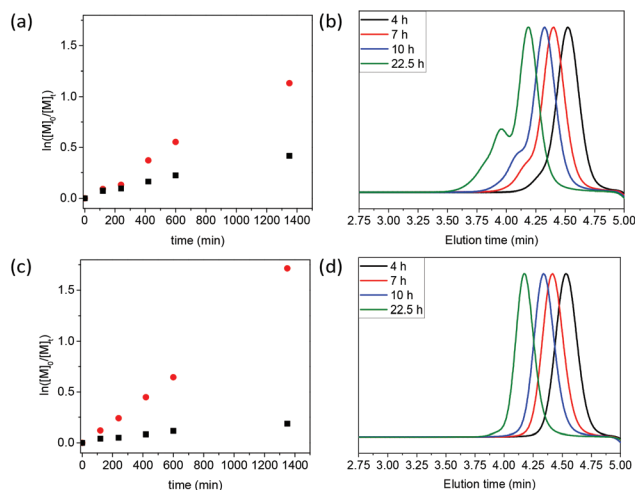 (a)
1.5
1.0
0.5
0.0
ln([M]0/[M]t)
0 200 400 600 800 1000 1200 1400
time (min)
(b)
4 h
7 h
10 h
22.5 h
2.75 3.00 3.25 3.50 3.75 4.00 4.25 4.50 4.75 5.00
Elution time (min)
(c)
1.5
1.0
0.5
0.0
ln([M]0/[M]t)
0 200 400 600 800 1000 1200 1400
time (min)
(d)
4 h
7 h
10 h
22.5 h
2.75 3.00 3.25 3.50 3.75 4.00 4.25 4.50 4.75 5.00
Elution time (min)